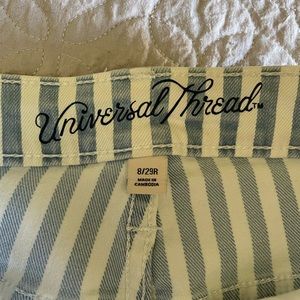 Universal Thread™
8/29R
MADE IN
CAMBODIA